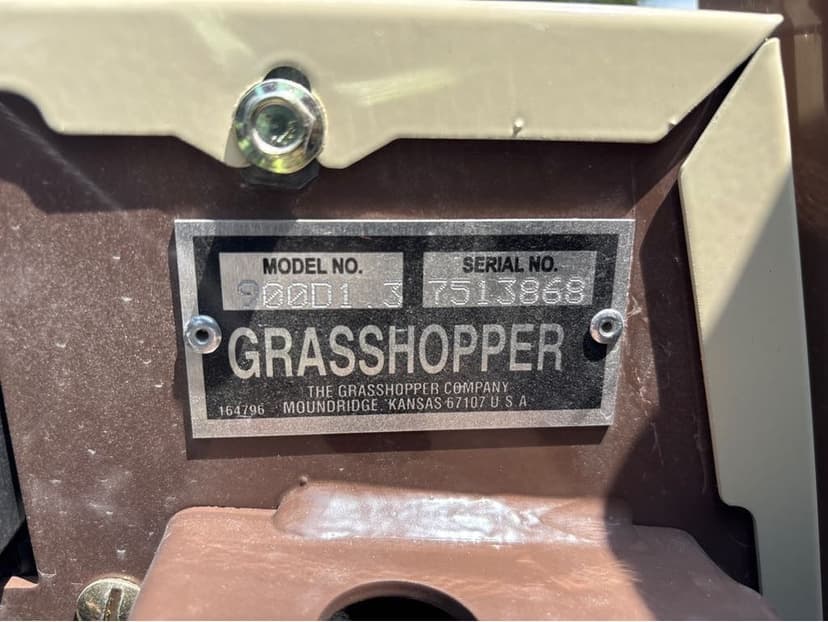 MODEL NO. SERIAL NO.
900D1.3 7513868
GRASSHOPPER
THE GRASSHOPPER COMPANY
164796 MOUNDRIDGE, KANSAS 67107 U S A